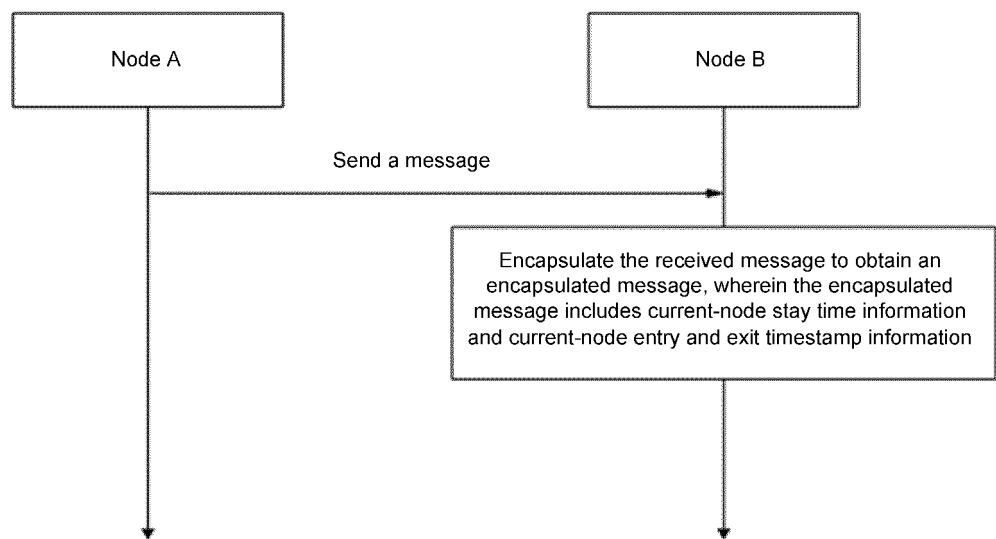 Node A
Node B
Send a message
Encapsulate the received message to obtain an
encapsulated message, wherein the encapsulated
message includes current-node stay time information
and current-node entry and exit timestamp information